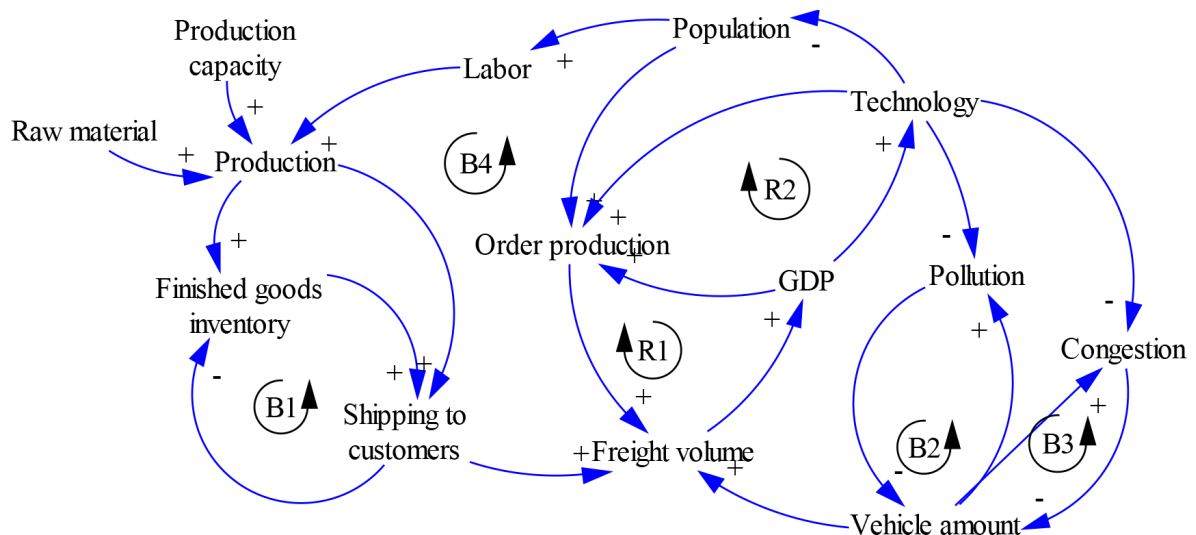 Production
capacity
Population
-
Labor
+
Technology
+
Raw material
+
Production
+
B4
R2
+
+
+
Order production
+
-
+
Finished goods
inventory
GDP
Pollution
-
+
+
Congestion
R1
-
+
+
B1
Shipping to
customers
+
+
B2
B3
+
Freight volume
+
-
-
Vehicle amount